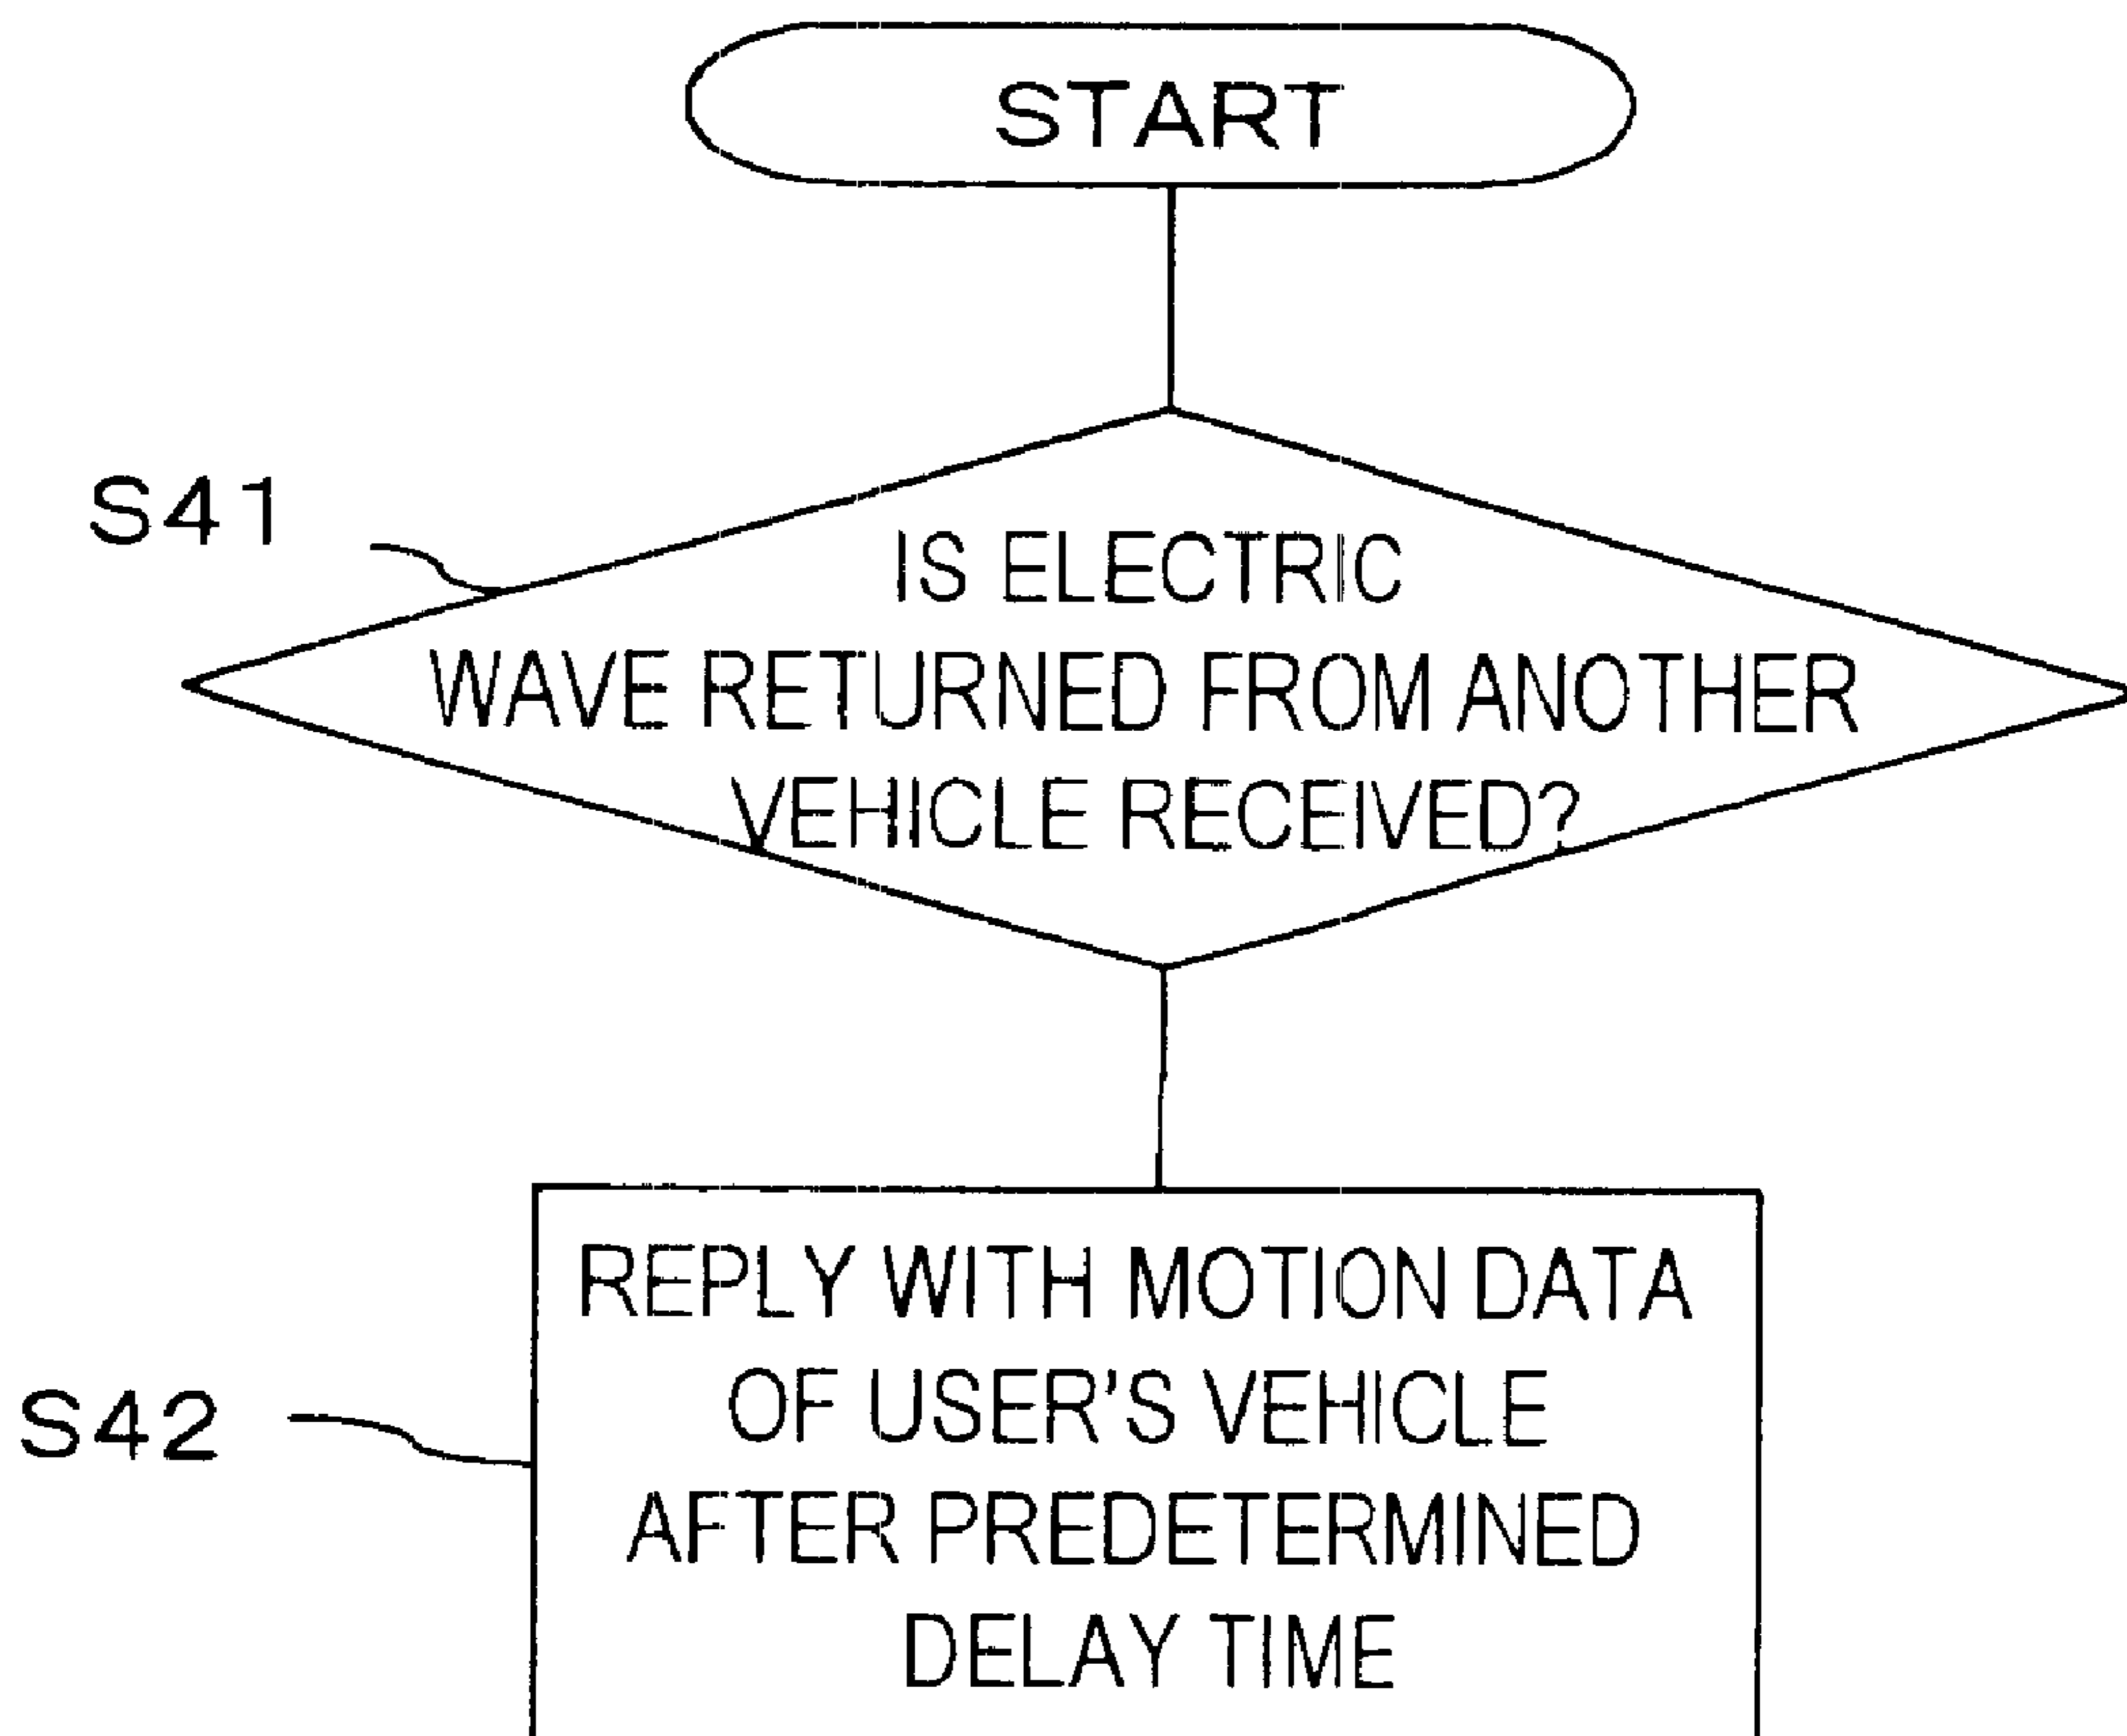 START
S41
IS ELECTRIC
WAVE RETURNED FROM ANOTHER
VEHICLE RECEIVED?
REPLY WITH MOTION DATA
OF USER'S VEHICLE
S42
AFTER PREDETERMINED
DELAY TIME